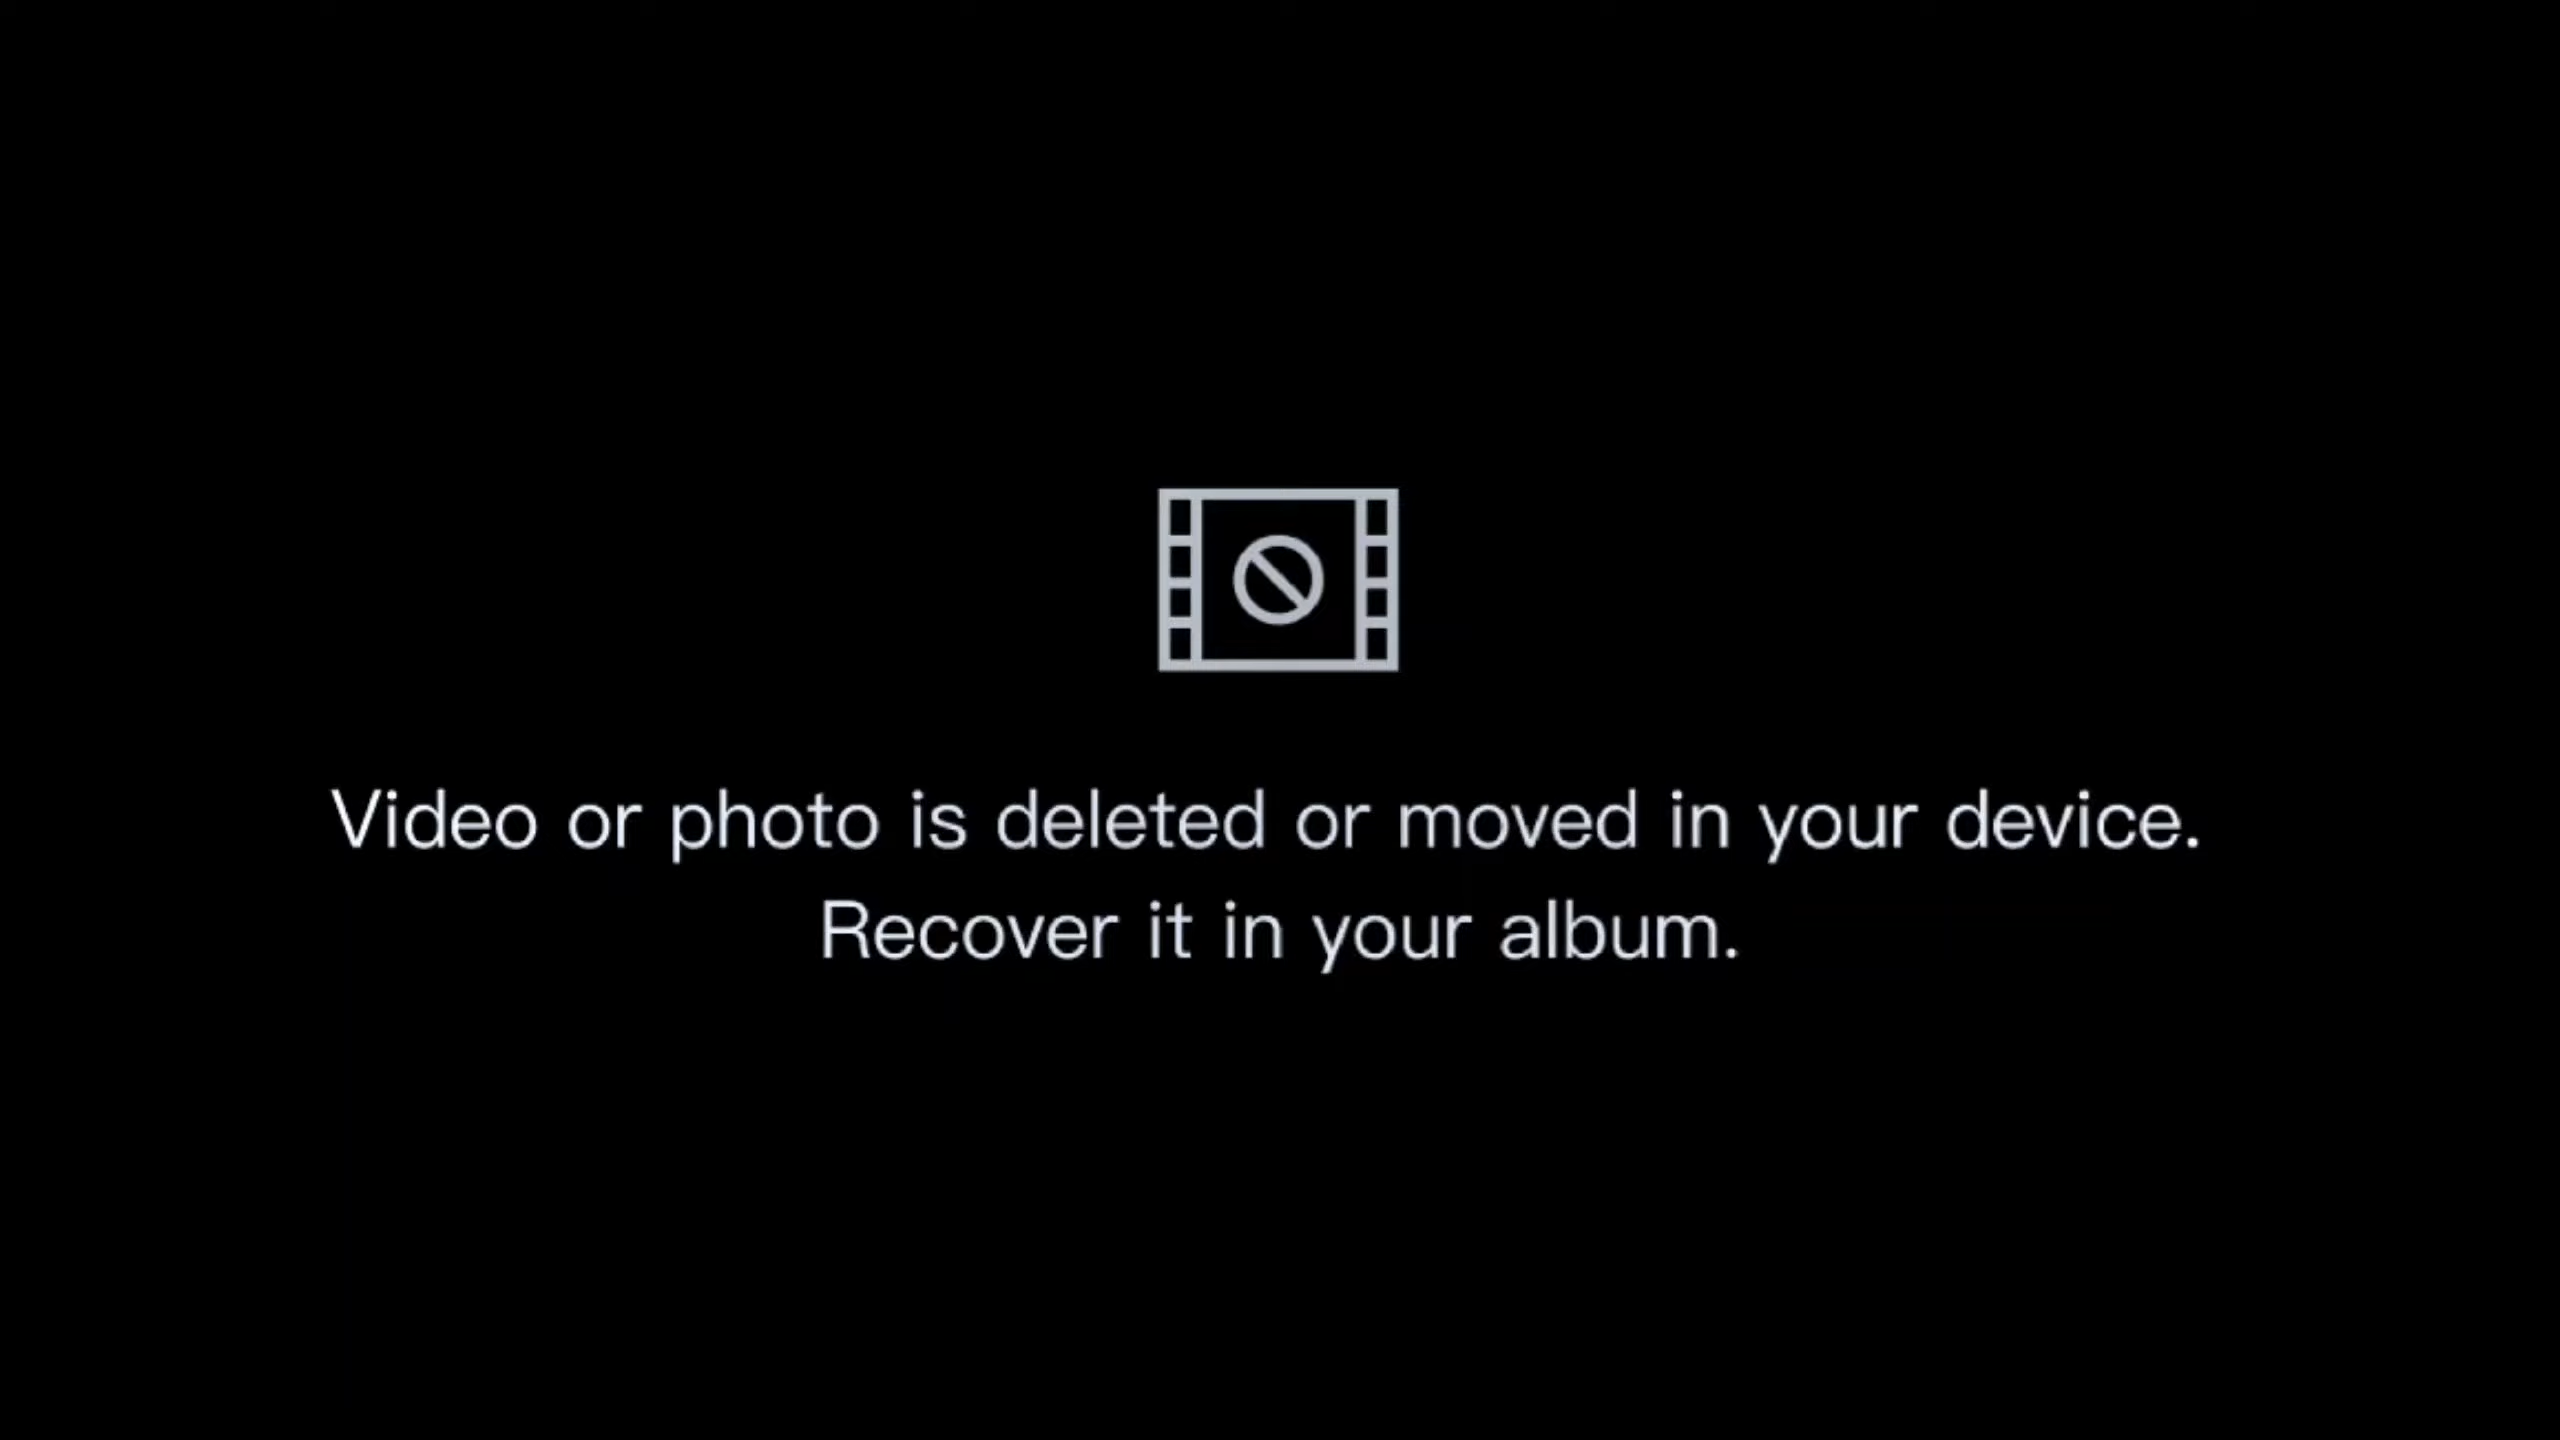 Video or photo is deleted or moved in your device.
Recover it in your album.